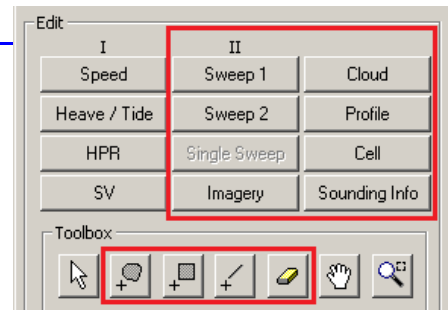 Edit
I II
Speed Sweep 1 Cloud
Heave / Tide Sweep 2 Profile
HPR Single Sweep Cell
SV Imagery Sounding Info
Toolbox